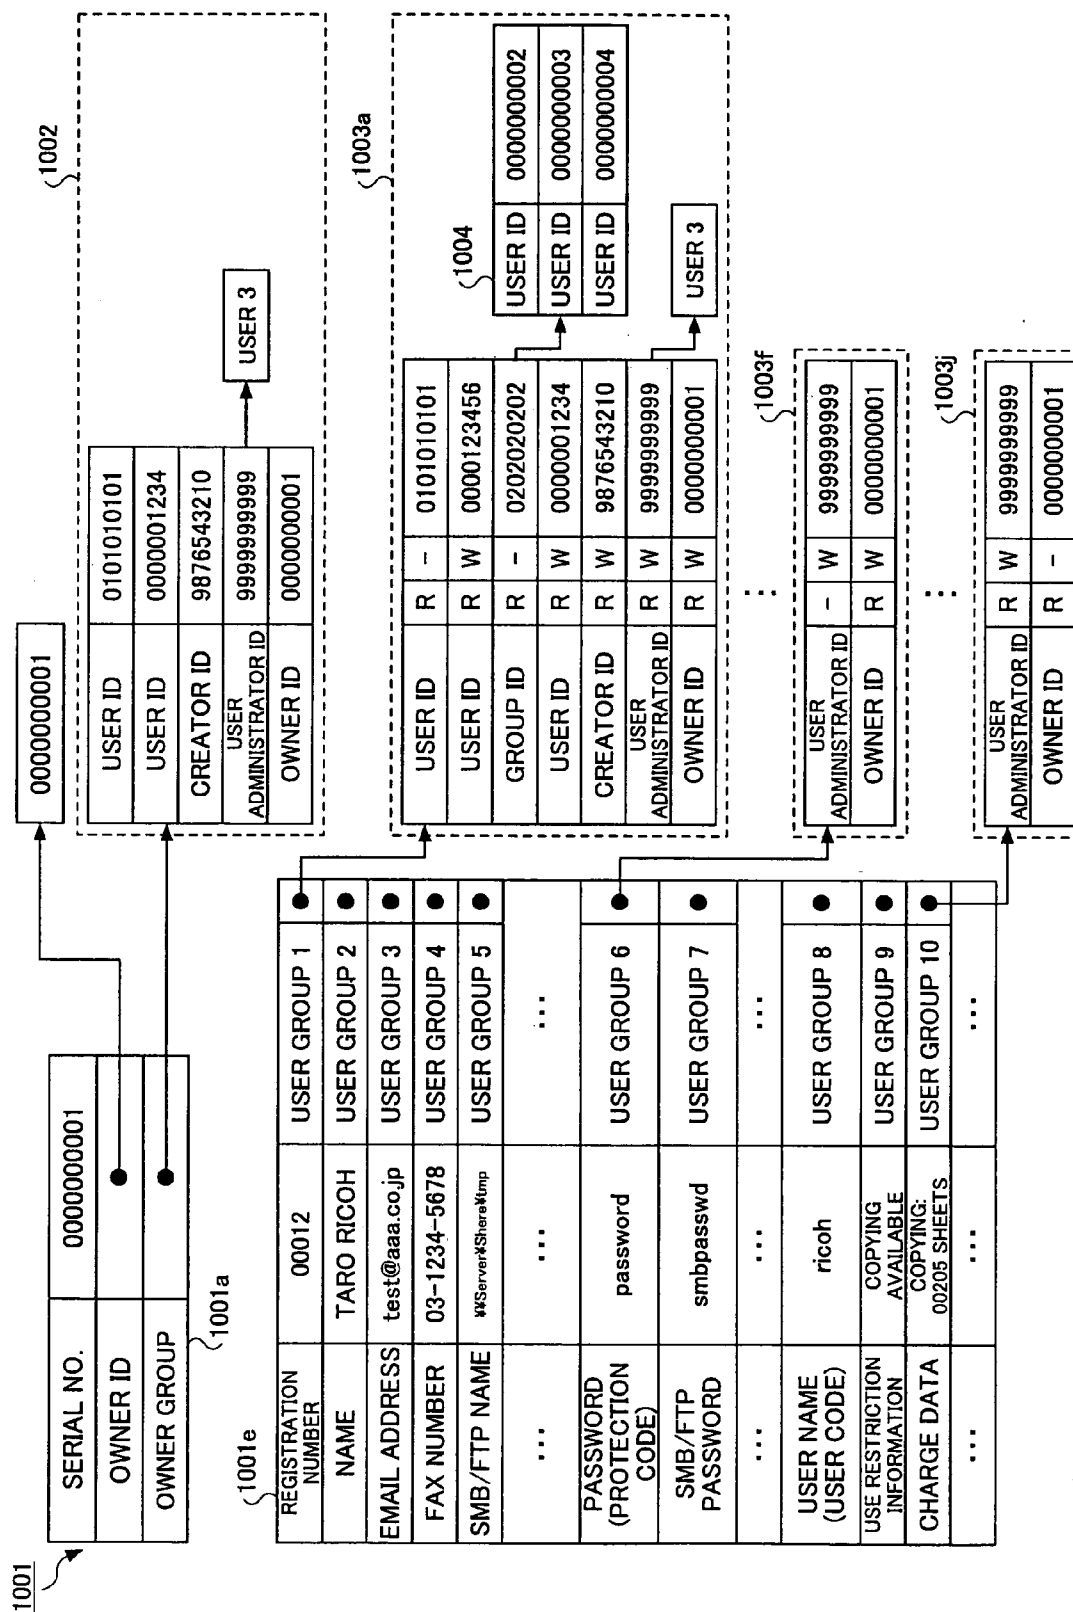 1001
SERIAL NO. 0000000001
OWNER ID
OWNER GROUP
1001a
0000000001
1002
USER ID 0101010101
USER ID 0000001234
CREATOR ID 9876543210
USER
ADMINISTRATOR ID 9999999999
OWNER ID 0000000001
USER 3
1001e
REGISTRATION
NUMBER 00012 USER GROUP 1
NAME TARO RICOH USER GROUP 2
EMAIL ADDRESS test@aaa.co.jp USER GROUP 3
FAX NUMBER 03-1234-5678 USER GROUP 4
SMB/FTP NAME ¥¥Server¥Shere¥tmp USER GROUP 5
... ... ...
PASSWORD
(PROTECTION
CODE) password USER GROUP 6
SMB/FTP
PASSWORD smbpasswd USER GROUP 7
... ... ...
USER NAME
(USER CODE) ricoh USER GROUP 8
USE RESTRICTION
INFORMATION COPYING
AVAILABLE USER GROUP 9
CHARGE DATA COPYING:
00205 SHEETS USER GROUP 10
... ... ...
1003a
USER ID R - 0101010101
USER ID R W 0000123456
GROUP ID R - 0202020202
USER ID R W 0000001234
CREATOR ID R W 9876543210
USER
ADMINISTRATOR ID R W 9999999999
OWNER ID R W 0000000001
1004
USER ID 0000000002
USER ID 0000000003
USER ID 0000000004
USER 3
...
1003f
USER
ADMINISTRATOR ID - W 9999999999
OWNER ID R W 0000000001
...
1003j
USER
ADMINISTRATOR ID R W 9999999999
OWNER ID R - 0000000001